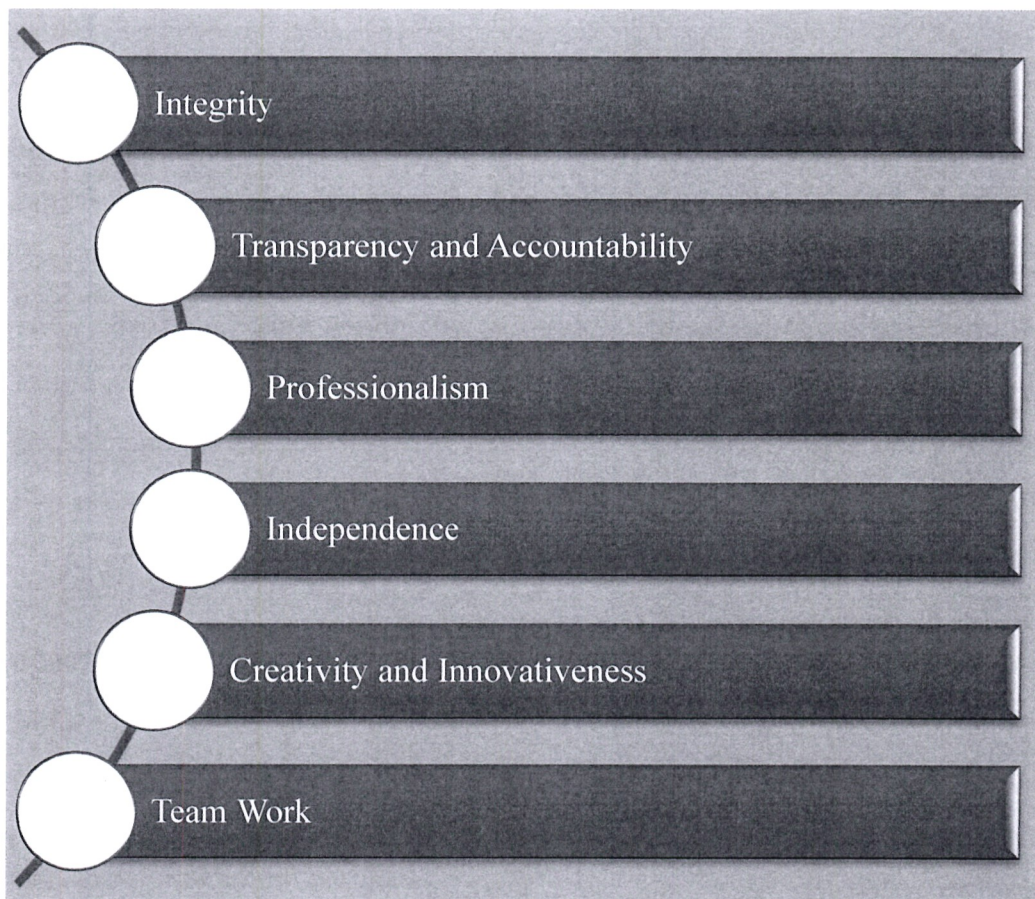 Integrity
Transparency and Accountability
Professionalism
Independence
Creativity and Innovativeness
Team Work